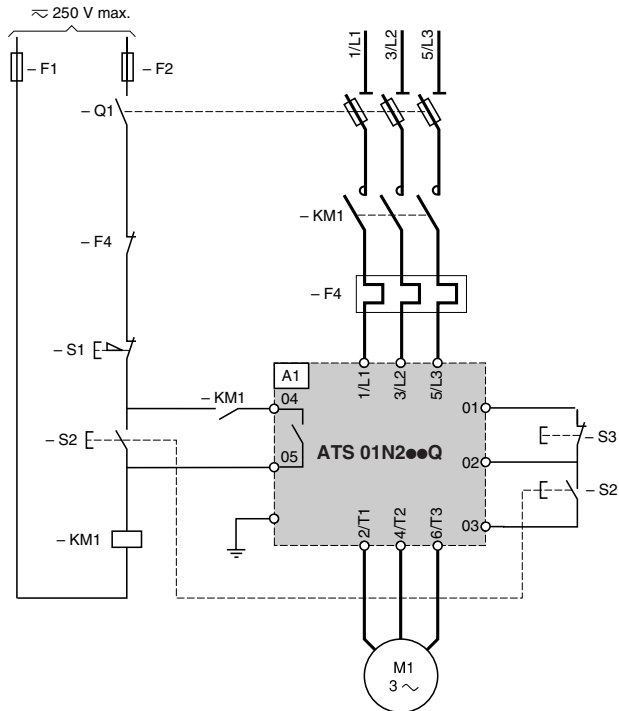 ≂ 250 V max.
– F1
– F2
1/L1
3/L2
5/L3
– Q1
– KM1
– F4
– F4
– S1
A1
1/L1
3/L2
5/L3
– KM1
04
01
– S3
– S2
05
ATS 01N2●●Q
02
– S2
– KM1
2/T1
4/T2
6/T3
03
M1
3 ~